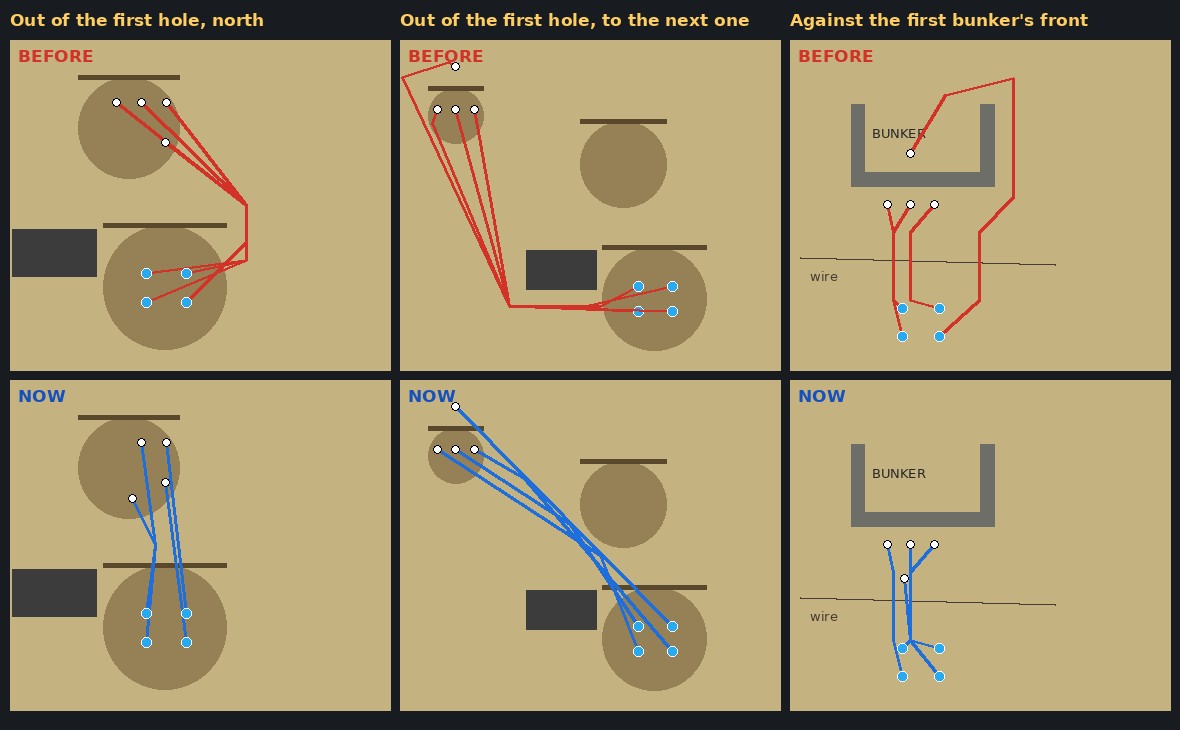 Out of the first hole, north
Out of the first hole, to the next one
Against the first bunker's front
BEFORE
BEFORE
BEFORE
BUNKER
wire
NOW
NOW
NOW
BUNKER
wire